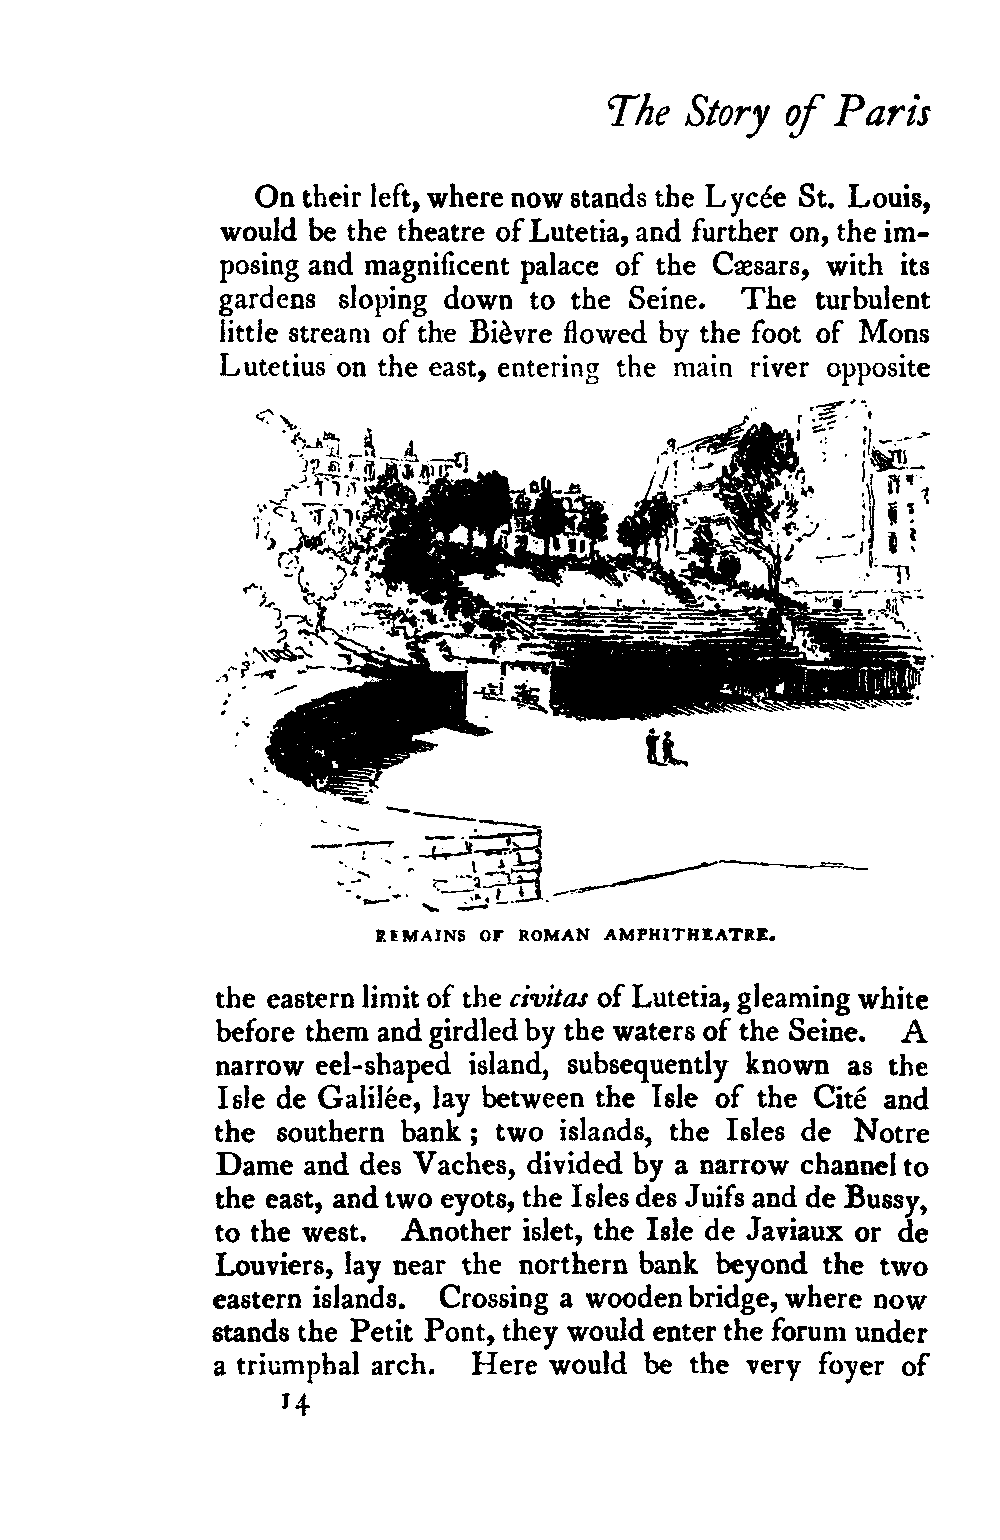 The Story of Paris
On their left, where now stands the Lycée St. Louis,
would be the theatre of Lutetia, and further on, the im-
posing and magnificent palace of the Cæsars, with its
gardens sloping down to the Seine. The turbulent
little stream of the Bièvre flowed by the foot of Mons
Lutetius on the east, entering the main river opposite
REMAINS OF ROMAN AMPHITHEATRE.
the eastern limit of the civitas of Lutetia, gleaming white
before them and girdled by the waters of the Seine. A
narrow eel-shaped island, subsequently known as the
Isle de Galilée, lay between the Isle of the Cité and
the southern bank; two islands, the Isles de Notre
Dame and des Vaches, divided by a narrow channel to
the east, and two eyots, the Isles des Juifs and de Bussy,
to the west. Another islet, the Isle de Javiaux or de
Louviers, lay near the northern bank beyond the two
eastern islands. Crossing a wooden bridge, where now
stands the Petit Pont, they would enter the forum under
a triumphal arch. Here would be the very foyer of
14